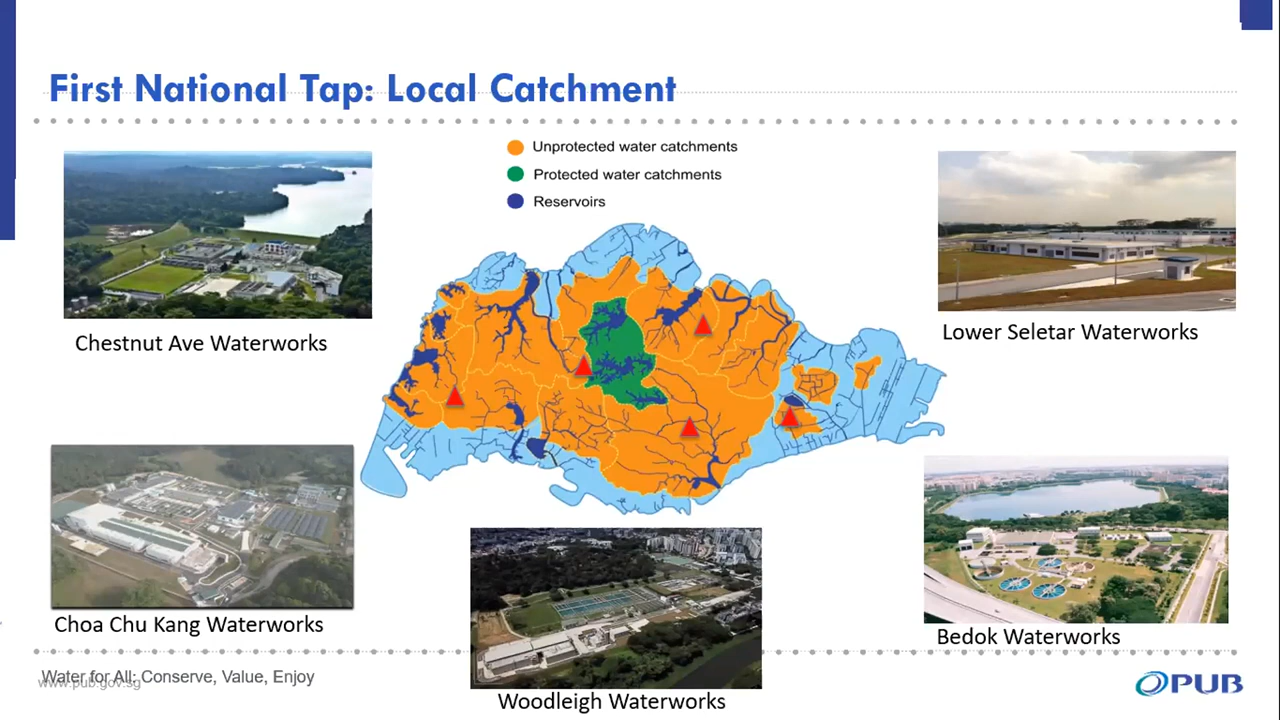 First National Tap: Local Catchment
Unprotected water catchments
Protected water catchments
Reservoirs
Chestnut Ave Waterworks
Lower Seletar Waterworks
Choa Chu Kang Waterworks
Bedok Waterworks
Woodleigh Waterworks
Water for All: Conserve, Value, Enjoy
www.pub.gov.sg
PUB